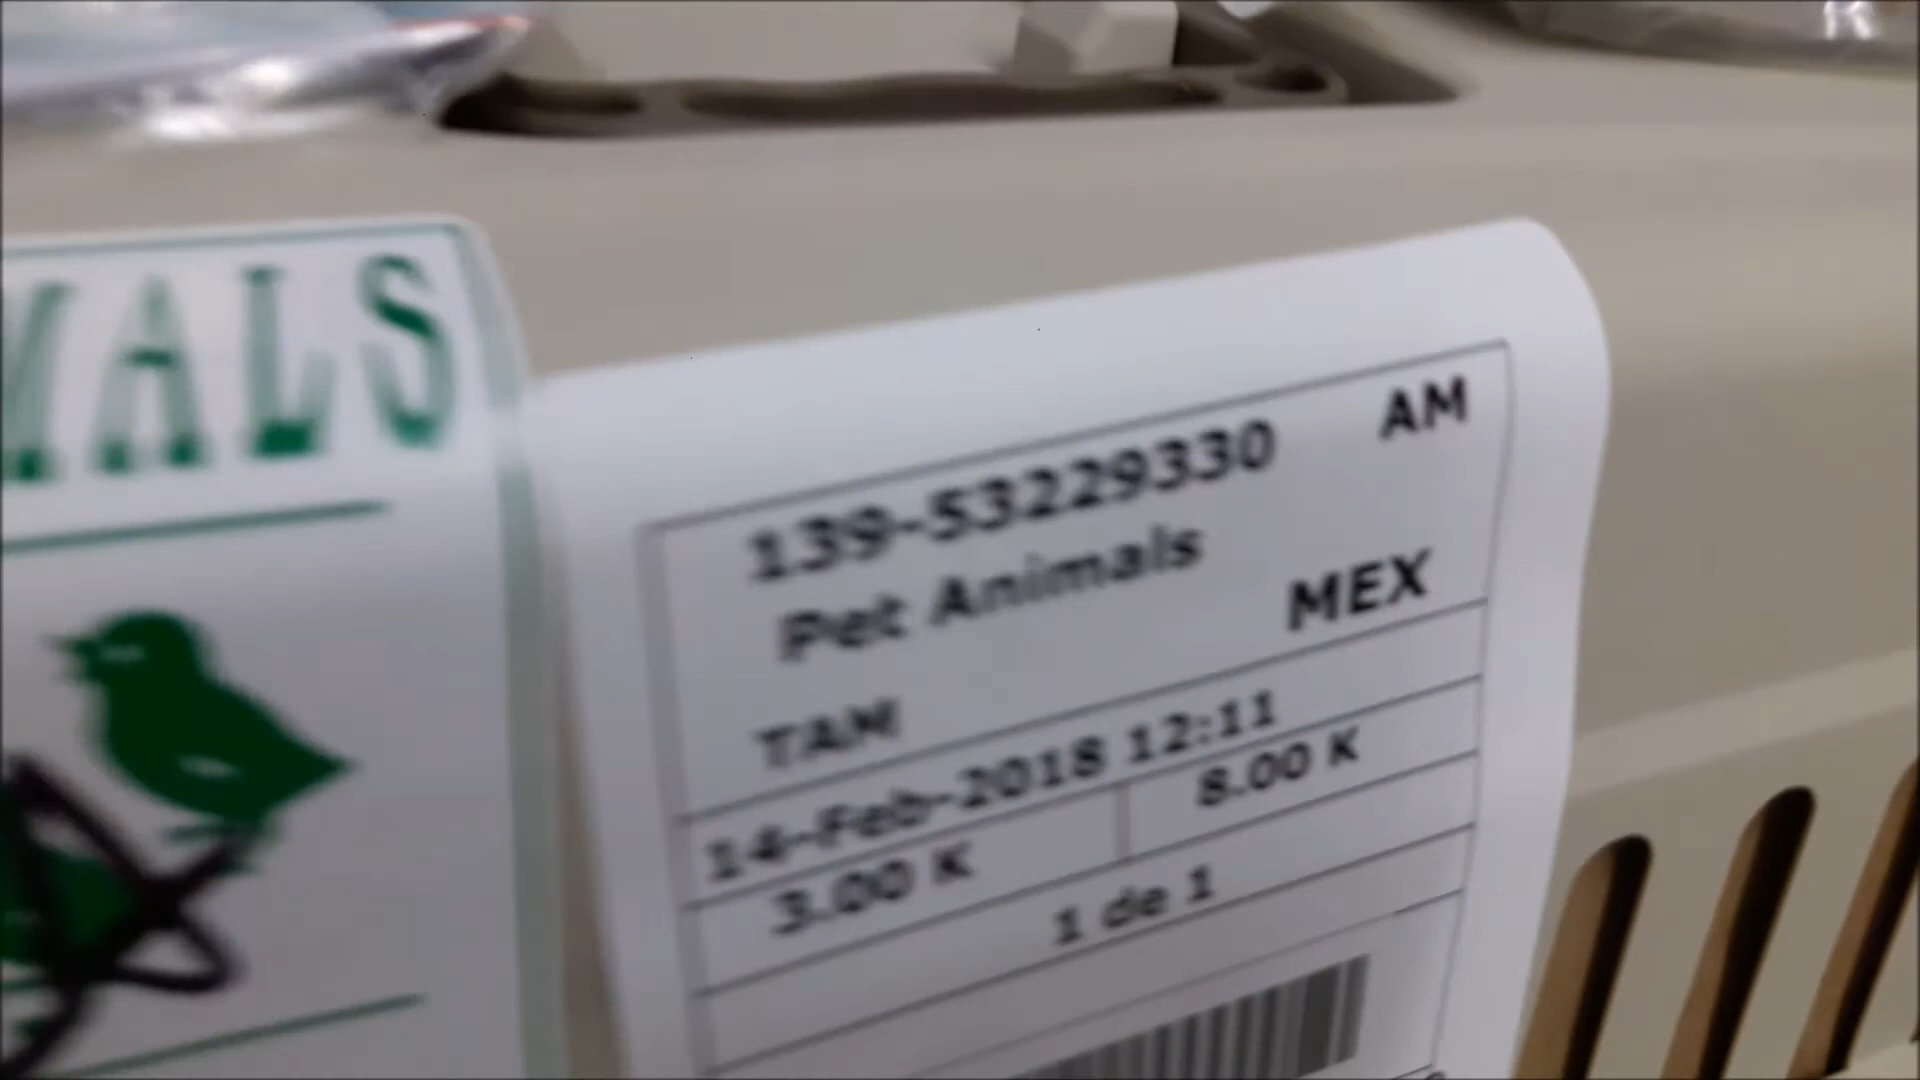 MALS
139-53229330 AM
Pet Animals
MEX
TAM
14-Feb-2018 12:11
3.00 K 8.00 K
1 de 1